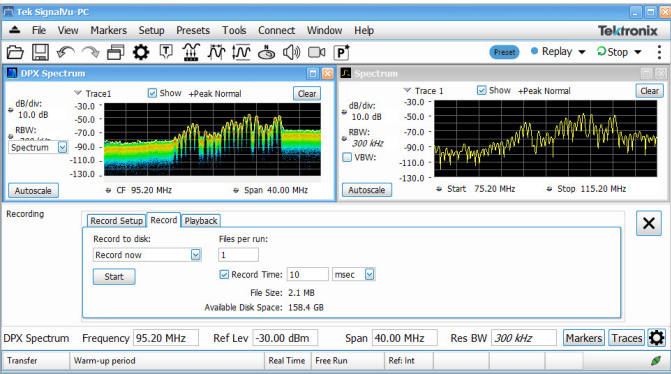 Tek SignalVu-PC
File View Markers Setup Presets Tools Connect Window Help
Tektronix
Preset Replay Stop
DPX Spectrum
Trace1 Show +Peak Normal Clear
dB/div:
10.0 dB
RBW:
Spectrum
-30.0
-50.0
-70.0
-90.0
-110.0
-130.0
Autoscale CF 95.20 MHz Span 40.00 MHz
Spectrum
Trace 1 Show +Peak Normal Clear
dB/div:
10.0 dB
RBW:
300 kHz
VBW:
-30.0
-50.0
-70.0
-90.0
-110.0
-130.0
Autoscale Start 75.20 MHz Stop 115.20 MHz
Recording
Record Setup Record Playback
Record to disk: Files per run:
Record now 1
Start Record Time: 10 msec
File Size: 2.1 MB
Available Disk Space: 158.4 GB
DPX Spectrum Frequency 95.20 MHz Ref Lev -30.00 dBm Span 40.00 MHz Res BW 300 kHz Markers Traces
Transfer Warm-up period Real Time Free Run Ref: Int